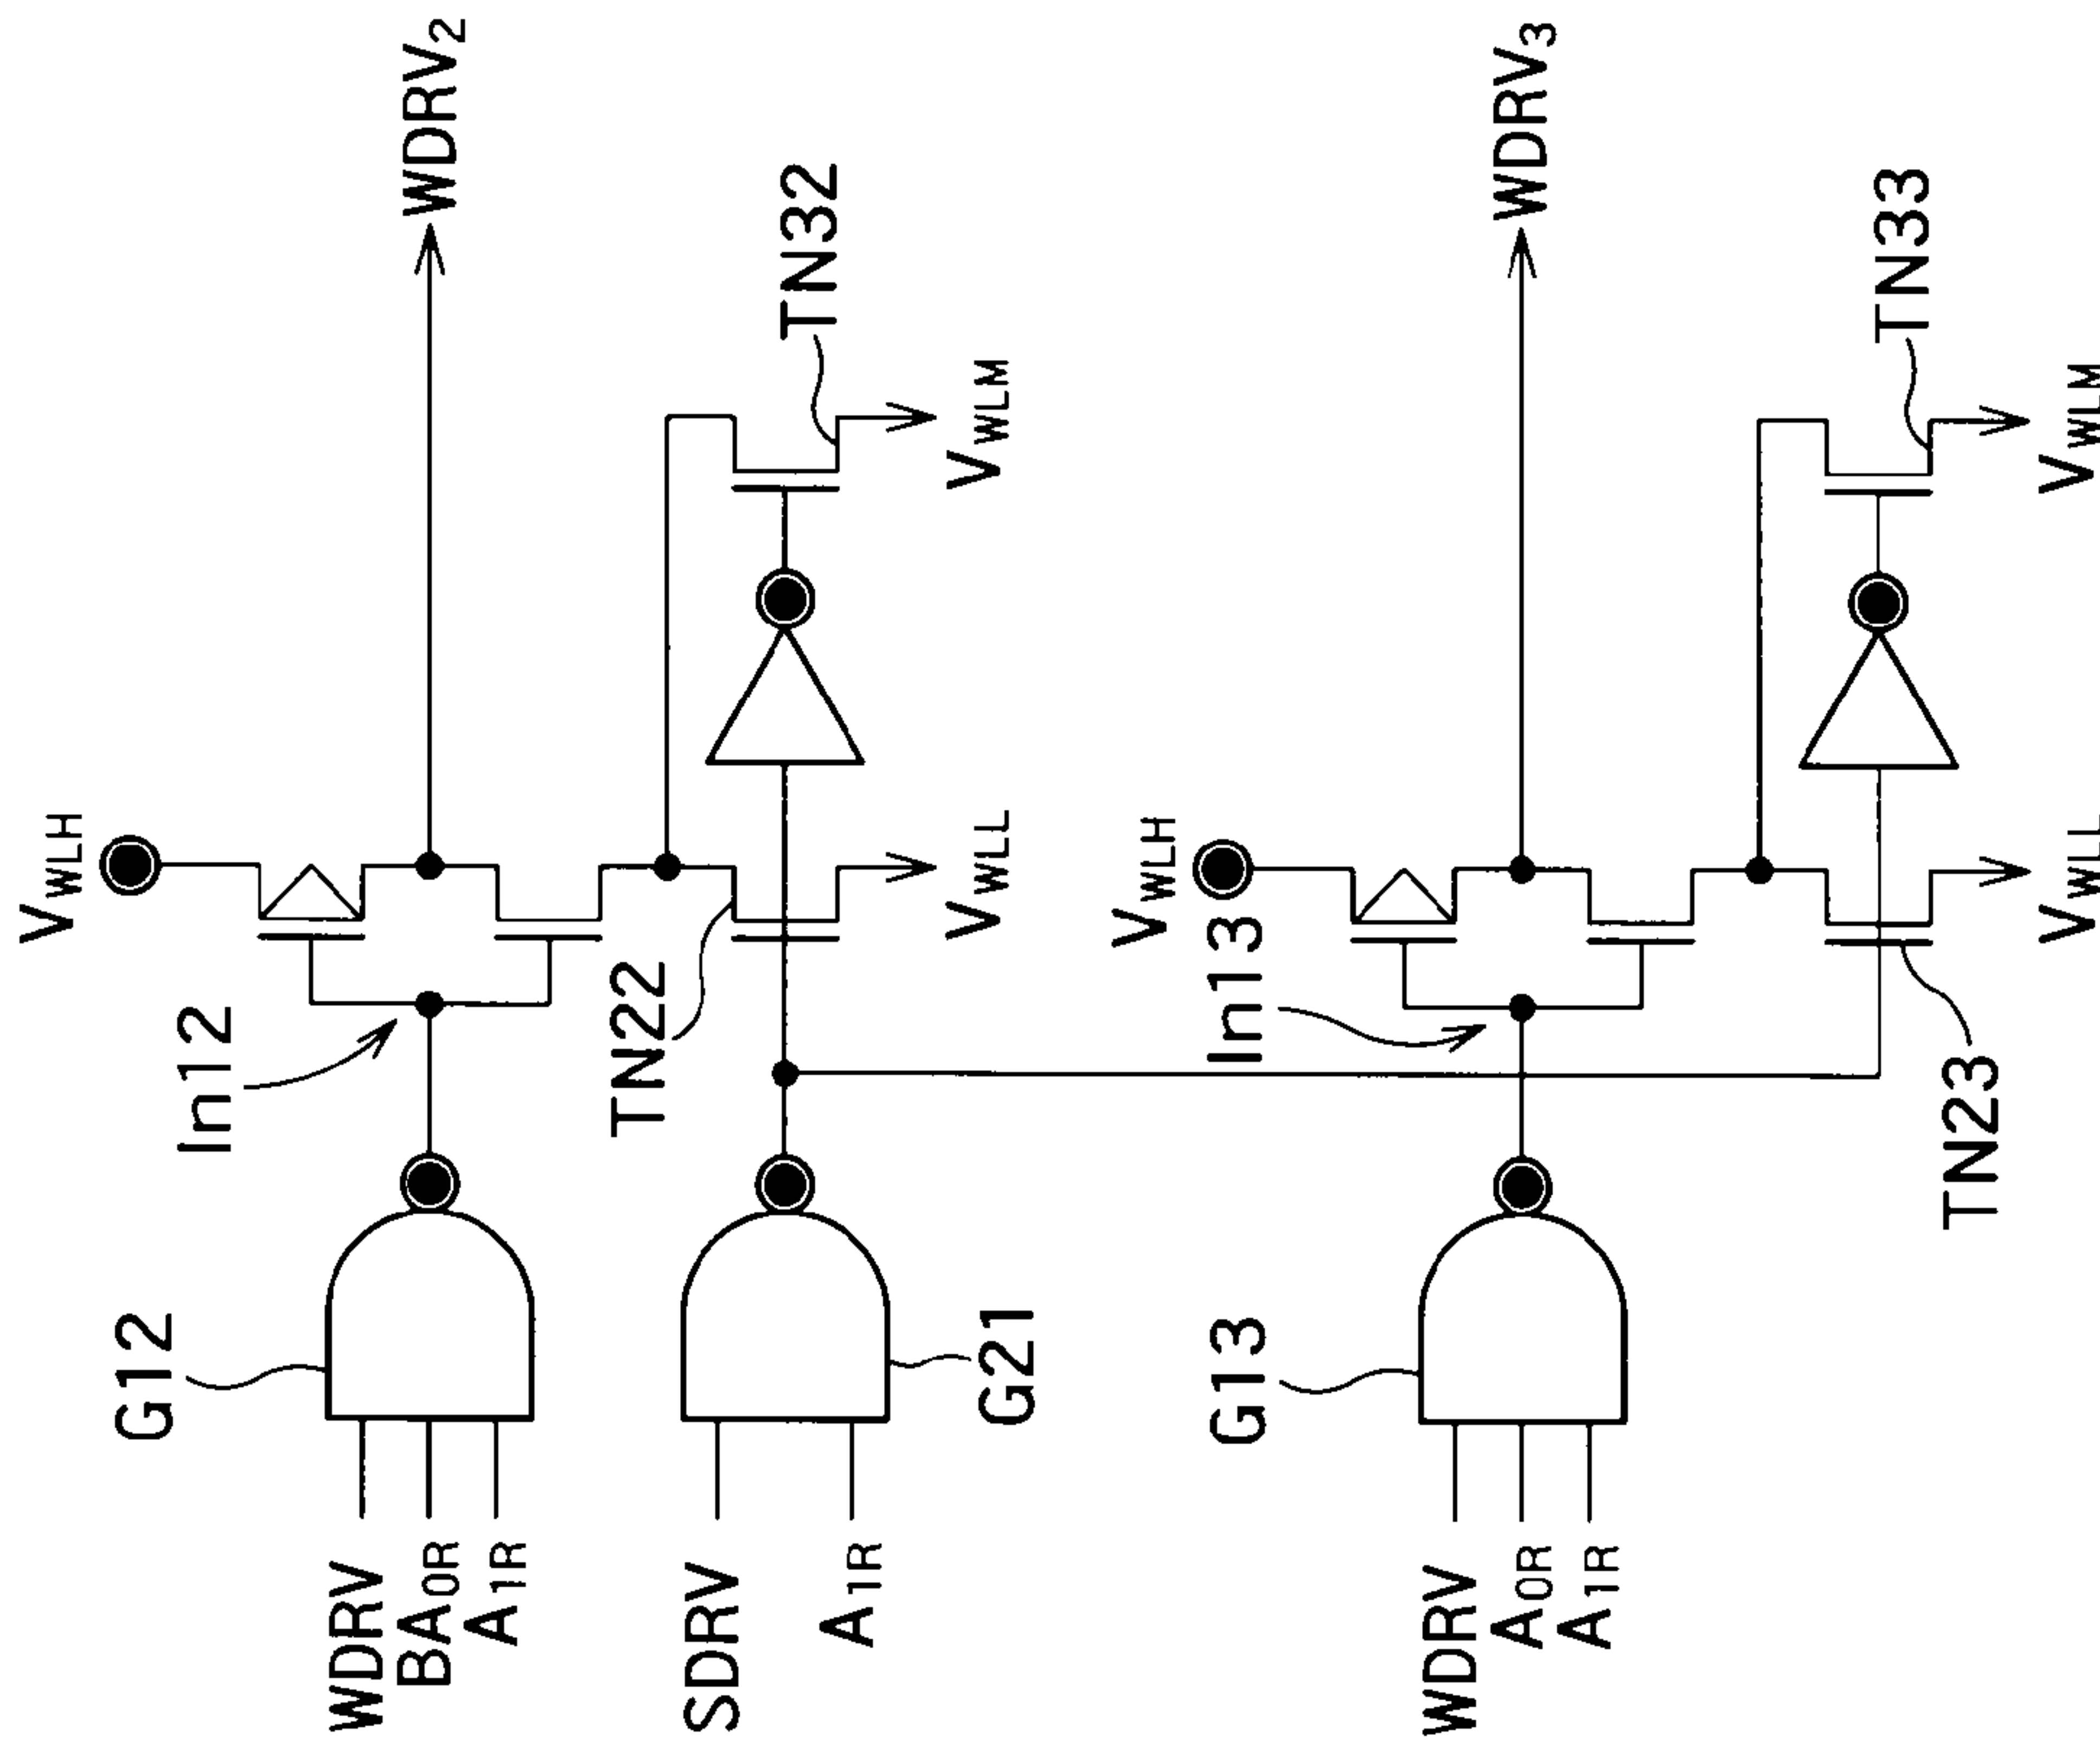 V WLH
WDRV2
In12
G12
WDRV
BA0R
A1R
TN32
TN22
VWLM
VWLL
SDRV
A1R
G21
VWLH
WDRV3
In13
G13
WDRV
A0R
A1R
TN33
TN23
VWLM
VWLL